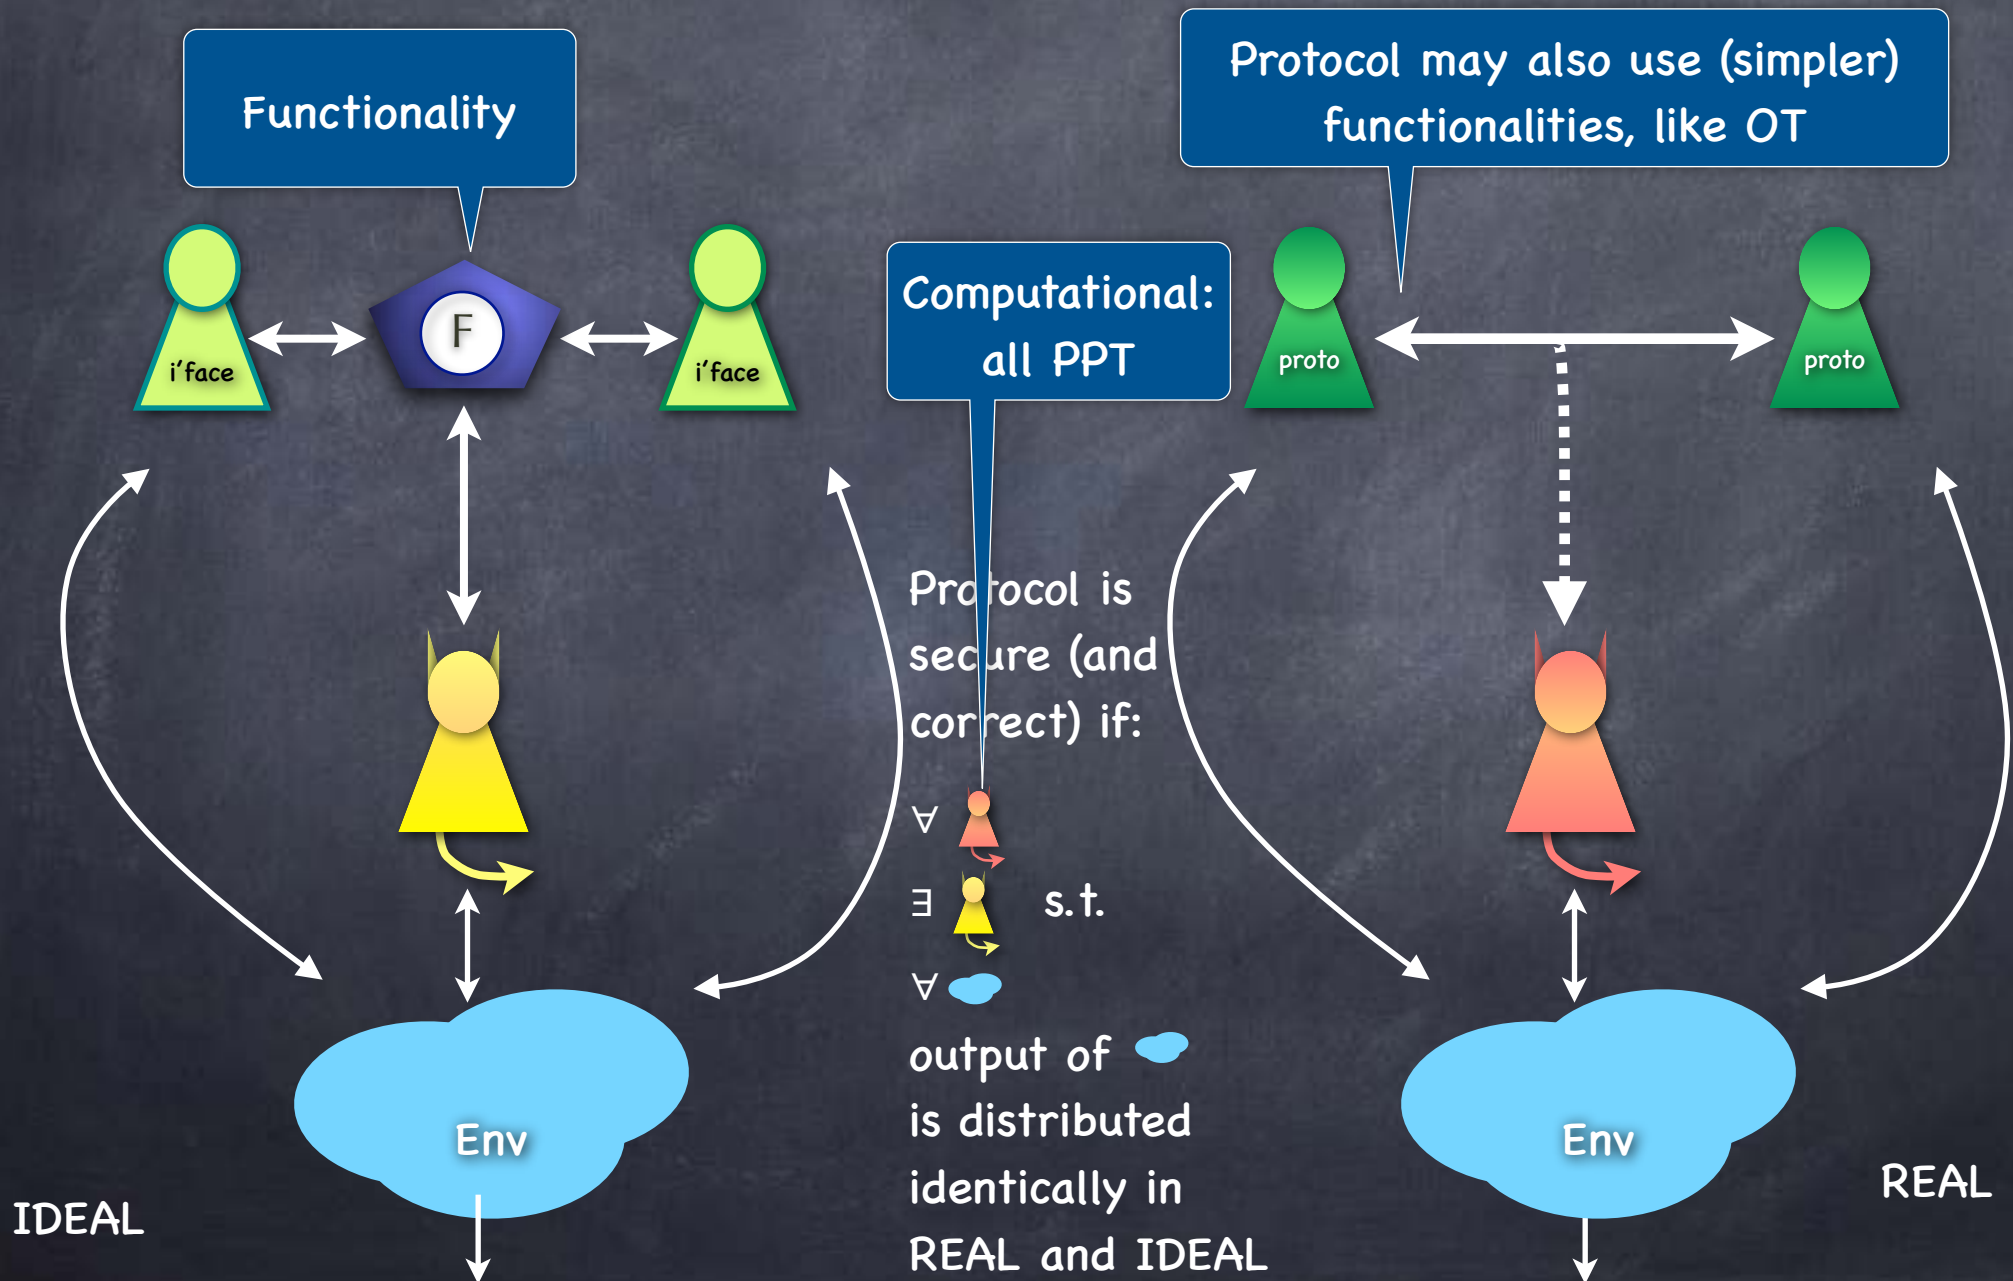 Functionality
Protocol may also use (simpler)
functionalities, like OT
i'face
F
i'face
Computational:
all PPT
proto
proto
Protocol is
secure (and
correct) if:
∀
∃ s.t.
∀
output of
is distributed
identically in
REAL and IDEAL
Env
Env
IDEAL
REAL